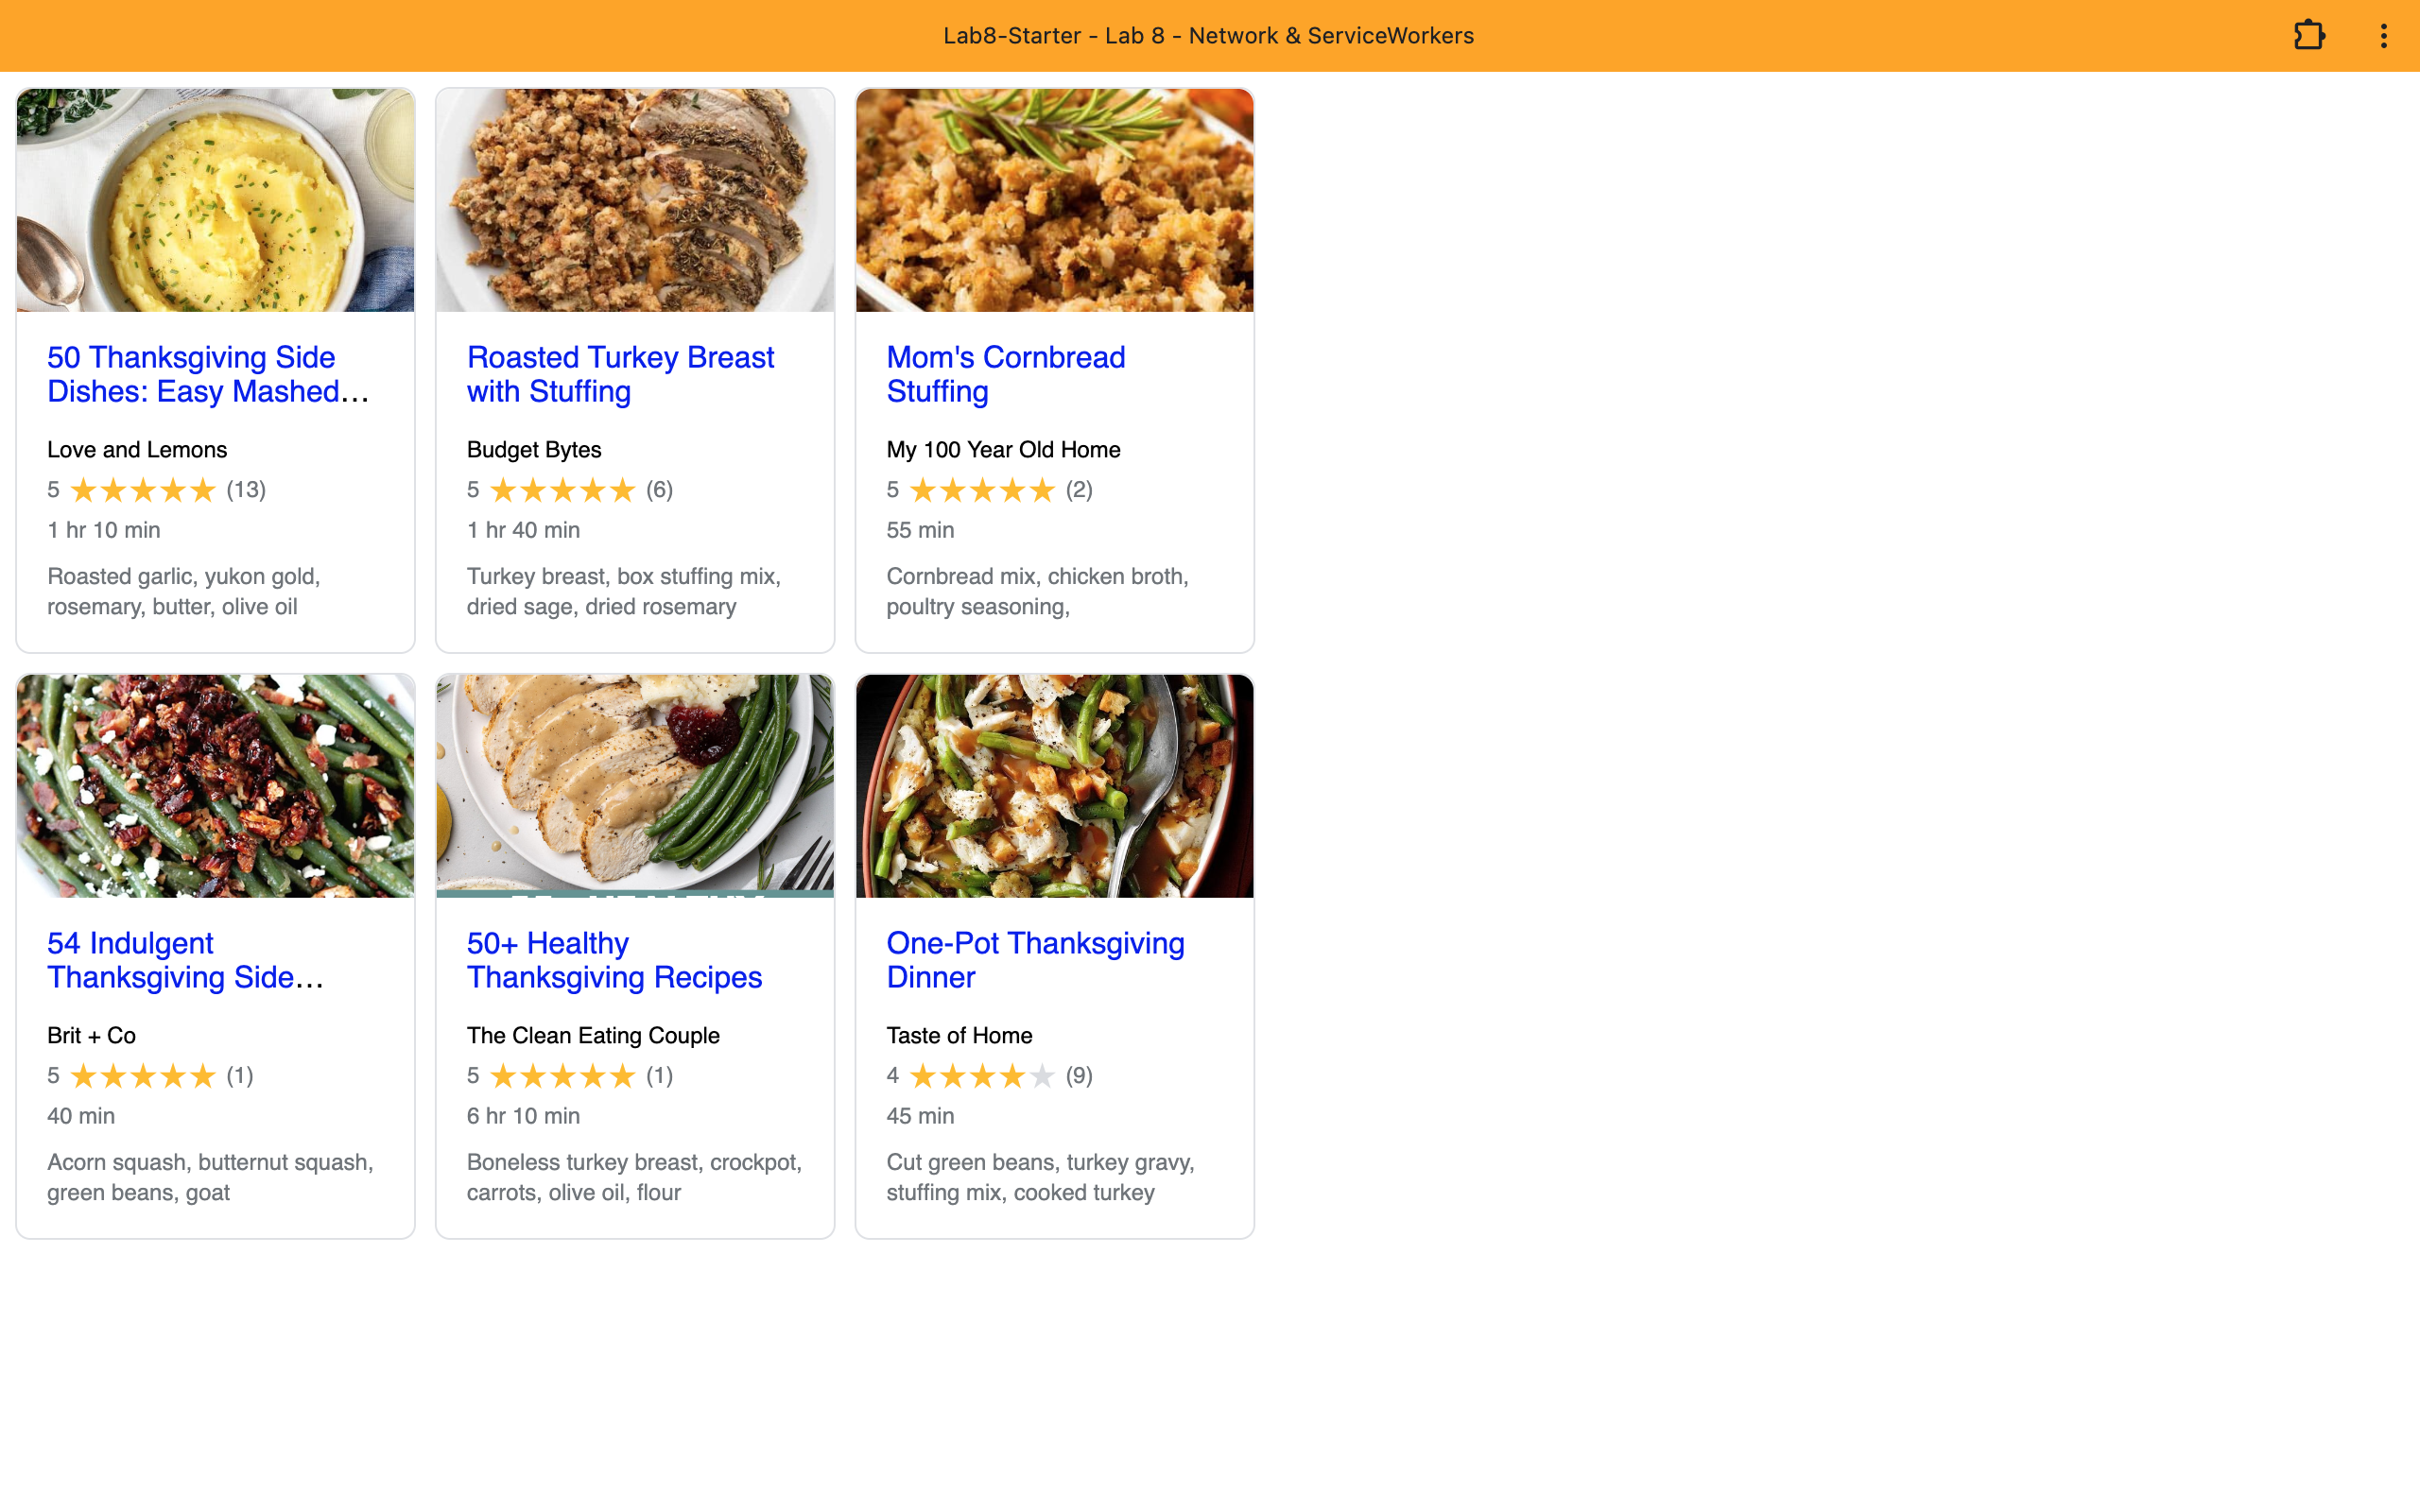 Lab8-Starter - Lab 8 - Network & ServiceWorkers
50 Thanksgiving Side
Dishes: Easy Mashed…
Love and Lemons
5 ★★★★★ (13)
1 hr 10 min
Roasted garlic, yukon gold,
rosemary, butter, olive oil
Roasted Turkey Breast
with Stuffing
Budget Bytes
5 ★★★★★ (6)
1 hr 40 min
Turkey breast, box stuffing mix,
dried sage, dried rosemary
Mom's Cornbread
Stuffing
My 100 Year Old Home
5 ★★★★★ (2)
55 min
Cornbread mix, chicken broth,
poultry seasoning,
54 Indulgent
Thanksgiving Side…
Brit + Co
5 ★★★★★ (1)
40 min
Acorn squash, butternut squash,
green beans, goat
50+ Healthy
Thanksgiving Recipes
The Clean Eating Couple
5 ★★★★★ (1)
6 hr 10 min
Boneless turkey breast, crockpot,
carrots, olive oil, flour
One-Pot Thanksgiving
Dinner
Taste of Home
4 ★★★★★ (9)
45 min
Cut green beans, turkey gravy,
stuffing mix, cooked turkey